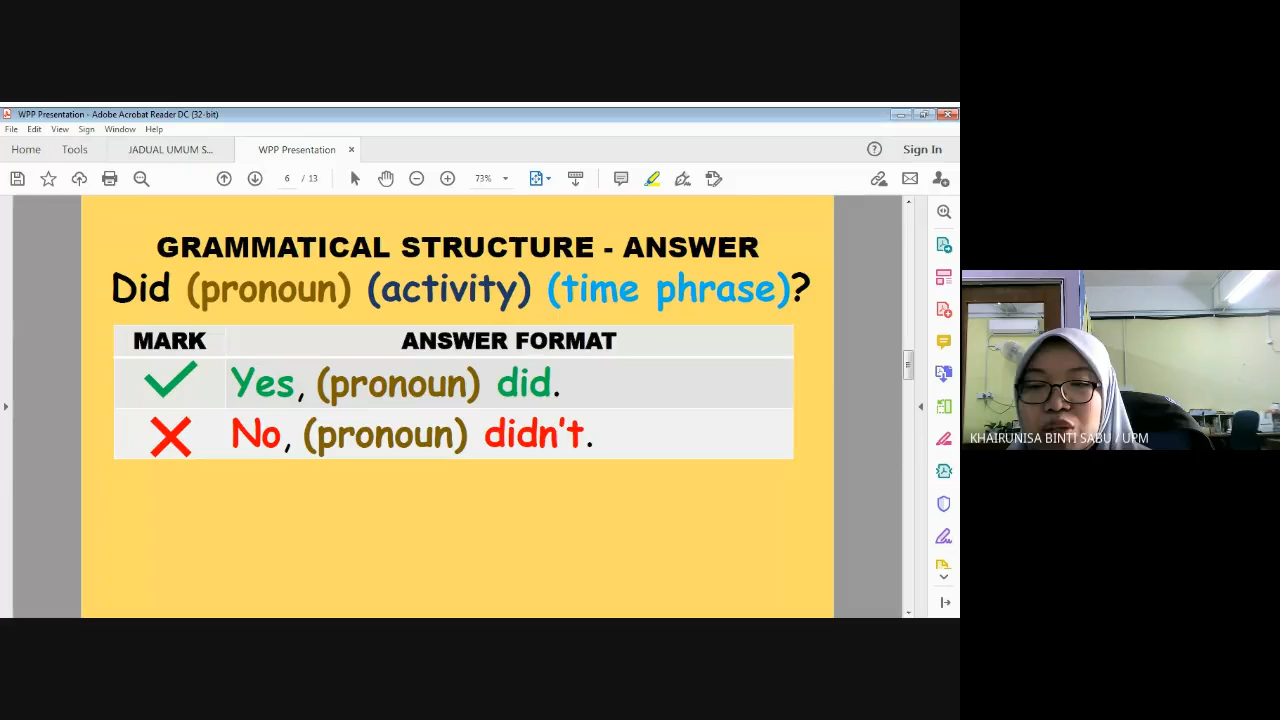 WPP Presentation - Adobe Acrobat Reader DC (32-bit)
File Edit View Sign Window Help
Home Tools JADUAL UMUM S... WPP Presentation × Sign In
6 / 13 73%
GRAMMATICAL STRUCTURE - ANSWER
Did (pronoun) (activity) (time phrase)?
MARK ANSWER FORMAT
Yes, (pronoun) did.
No, (pronoun) didn't.
KHAIRUNISA BINTI SABU / UPM